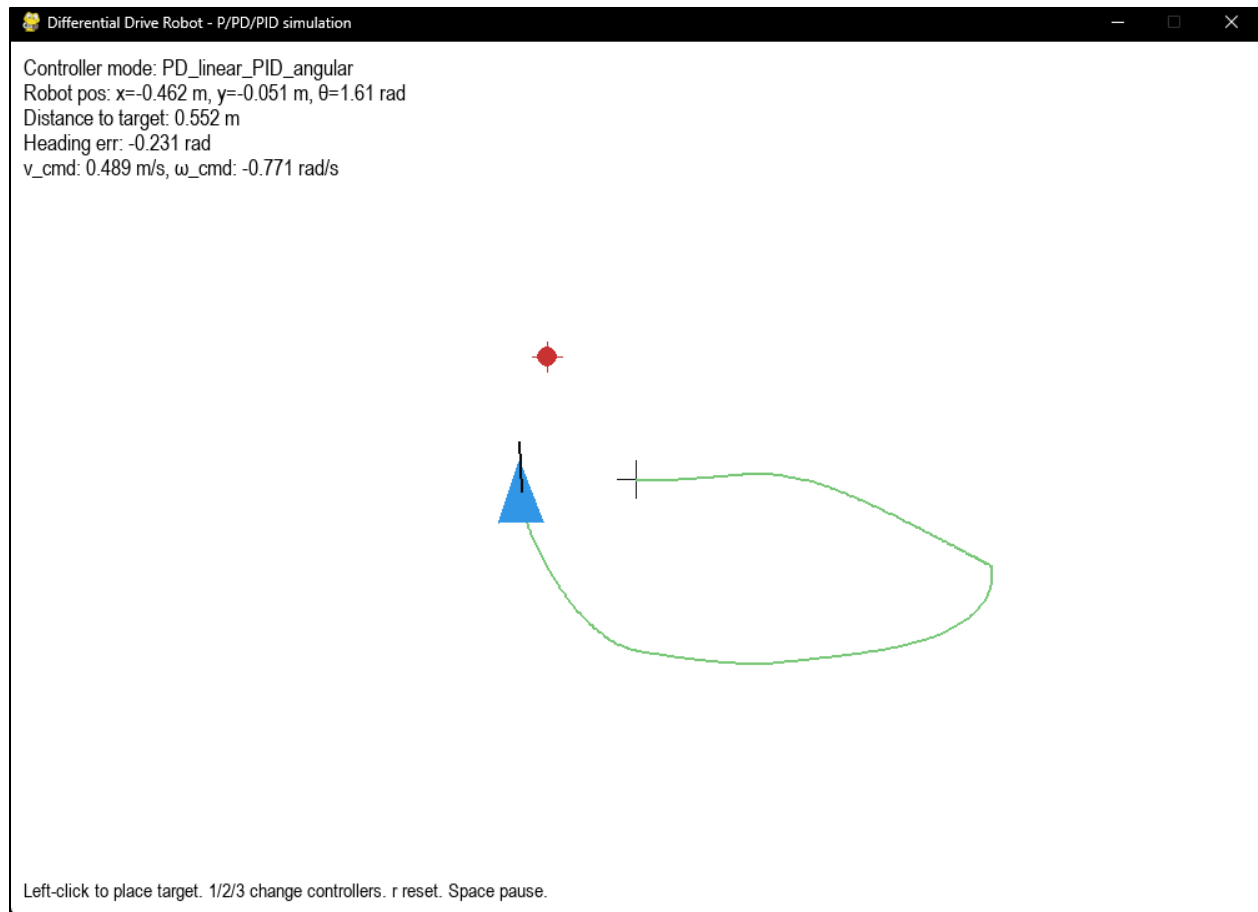 Differential Drive Robot - P/PD/PID simulation
Controller mode: PD_linear_PID_angular
Robot pos: x=-0.462 m, y=-0.051 m, θ=1.61 rad
Distance to target: 0.552 m
Heading err: -0.231 rad
v_cmd: 0.489 m/s, ω_cmd: -0.771 rad/s
Left-click to place target. 1/2/3 change controllers. r reset. Space pause.